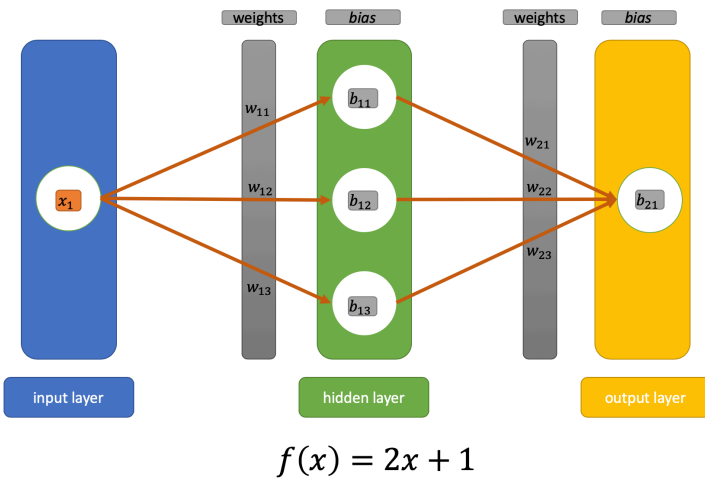 weights bias weights bias
b₁₁
w₁₁
w₂₁
x₁ w₁₂ b₁₂ w₂₂ b₂₁
w₂₃
w₁₃
b₁₃
input layer hidden layer output layer
f(x) = 2x + 1